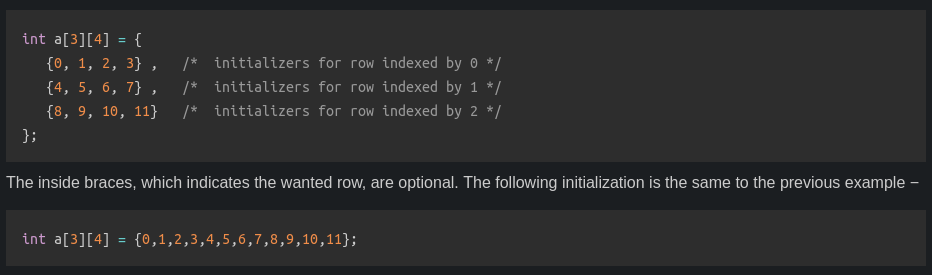 int a[3][4] = {
   {0, 1, 2, 3} ,   /*  initializers for row indexed by 0 */
   {4, 5, 6, 7} ,   /*  initializers for row indexed by 1 */
   {8, 9, 10, 11}   /*  initializers for row indexed by 2 */
};
The inside braces, which indicates the wanted row, are optional. The following initialization is the same to the previous example −
int a[3][4] = {0,1,2,3,4,5,6,7,8,9,10,11};